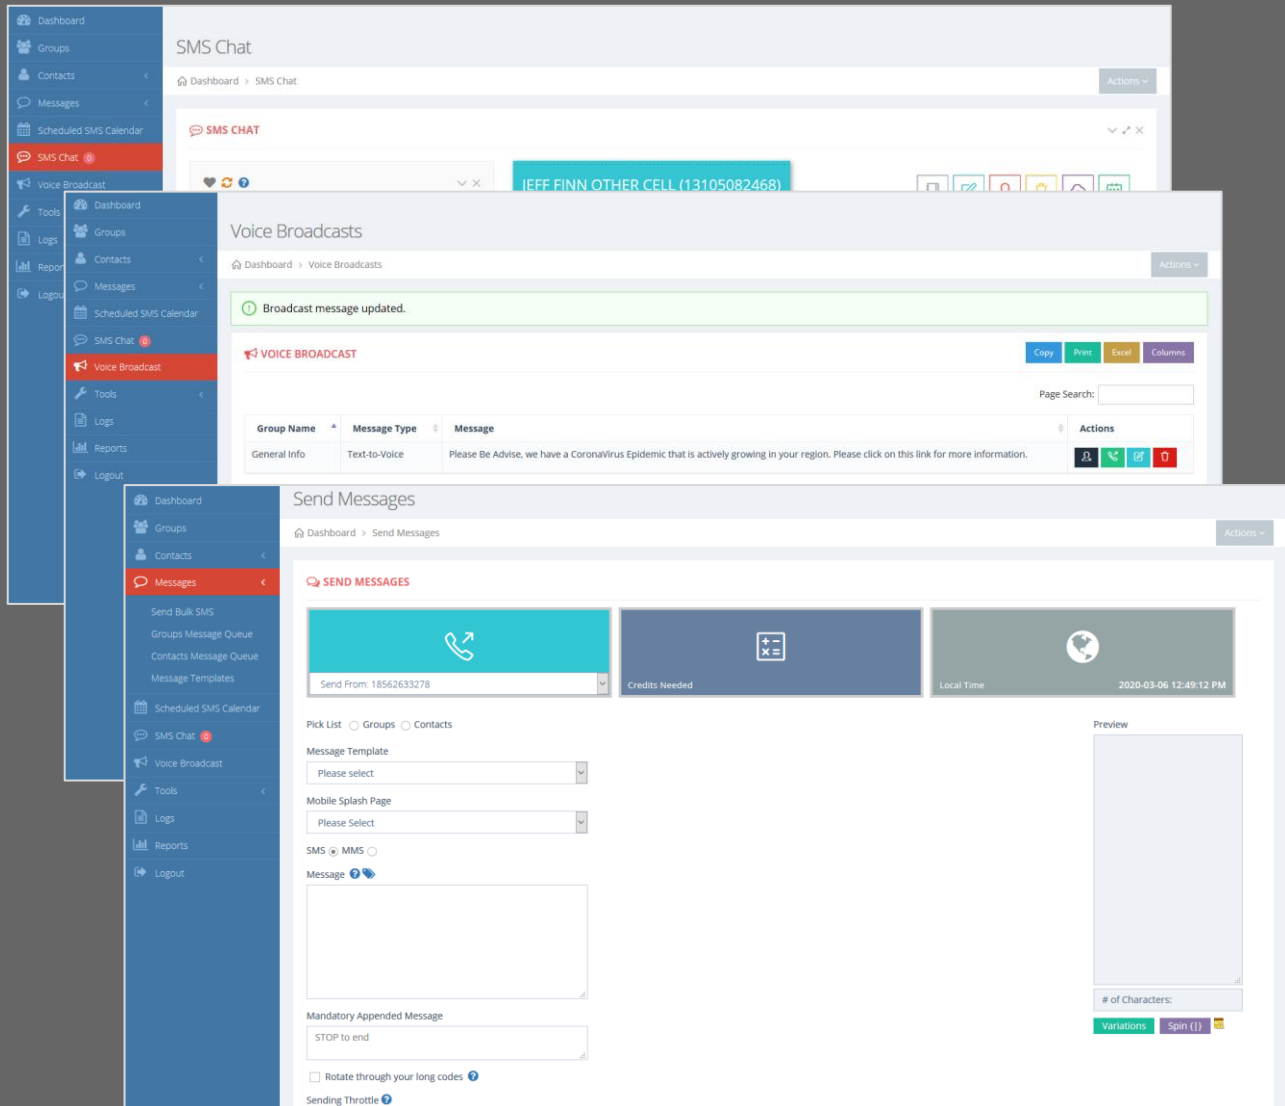 Dashboard
Groups
Contacts
Messages
Scheduled SMS Calendar
SMS Chat 0
Voice Broadcast
Tools
Logs
Logou
SMS Chat
Dashboard > SMS Chat
Actions
SMS CHAT
JEFF FINN OTHER CELL (13105082468)
Dashboard
Groups
Contacts
Messages
Scheduled SMS Calendar
SMS Chat 0
Voice Broadcast
Tools
Logs
Reports
Logout
Voice Broadcasts
Dashboard > Voice Broadcasts
Actions
Broadcast message updated.
VOICE BROADCAST
Copy Print Excel Columns
Page Search:
Group Name Message Type Message Actions
General Info Text-to-Voice Please Be Advise, we have a CoronaVirus Epidemic that is actively growing in your region. Please click on this link for more information.
Dashboard
Groups
Contacts
Messages
Send Bulk SMS
Groups Message Queue
Contacts Message Queue
Message Templates
Scheduled SMS Calendar
SMS Chat 0
Voice Broadcast
Tools
Logs
Reports
Logout
Send Messages
Dashboard > Send Messages
Actions
SEND MESSAGES
Send From: 18562633278
Credits Needed
Local Time 2020-03-06 12:49:12 PM
Pick List Groups Contacts
Message Template
Please select
Mobile Splash Page
Please Select
SMS MMS
Message
Mandatory Appended Message
STOP to end
Rotate through your long codes
Sending Throttle
Preview
# of Characters:
Variations Spin {|}